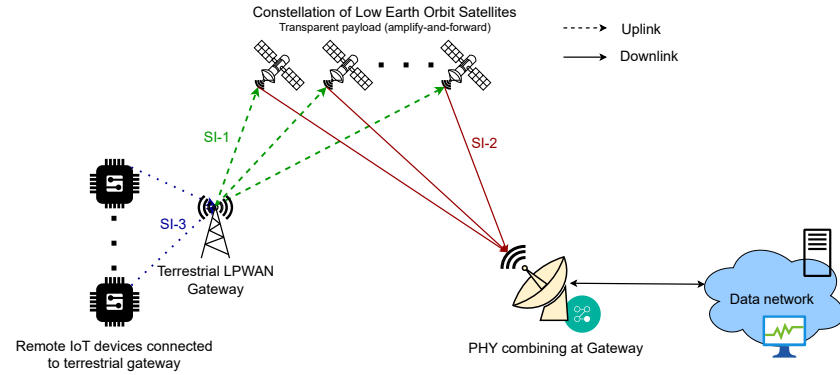 Constellation of Low Earth Orbit Satellites
Transparent payload (amplify-and-forward)
Uplink
Downlink
SI-1
SI-2
SI-3
Terrestrial LPWAN
Gateway
Data network
Remote IoT devices connected
to terrestrial gateway
PHY combining at Gateway